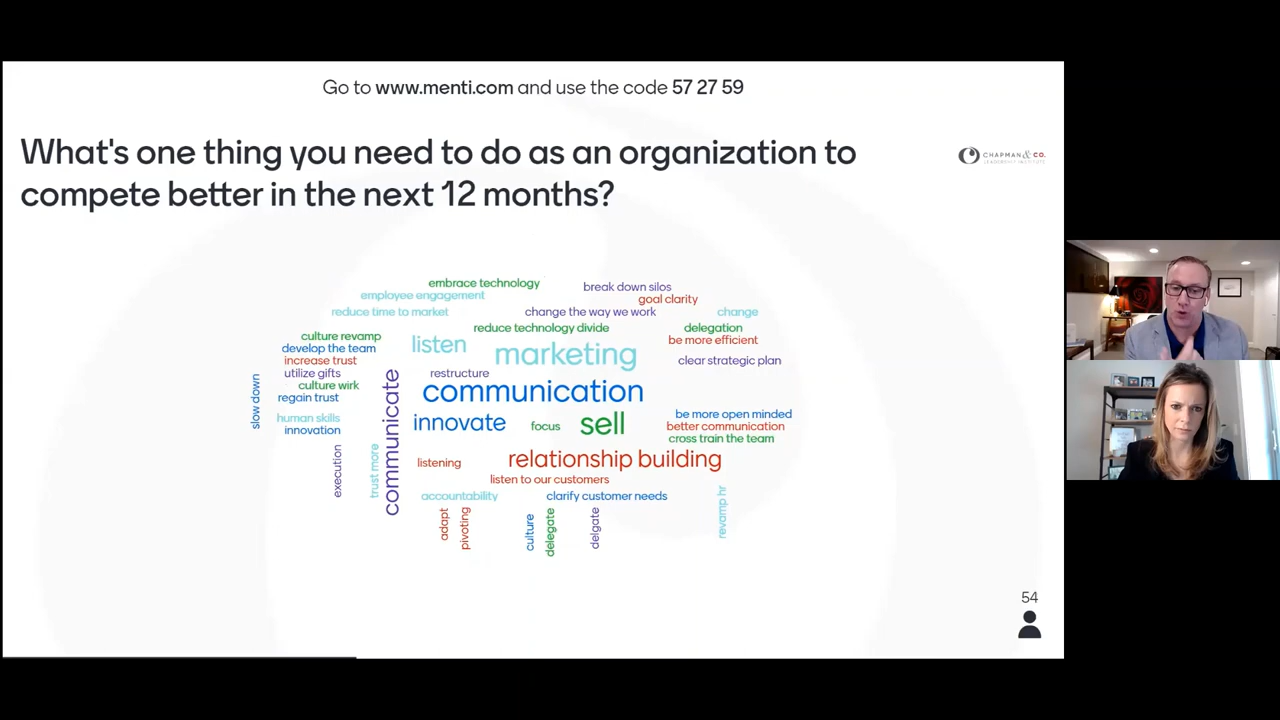 Go to www.menti.com and use the code 57 27 59
What's one thing you need to do as an organization to
compete better in the next 12 months?
CHAPMAN & CO.
LEADERSHIP INSTITUTE
embrace technology
break down silos
employee engagement
goal clarity
reduce time to market
change the way we work
change
reduce technology divide
delegation
culture revamp
be more efficient
listen
develop the team
marketing
increase trust
clear strategic plan
utilize gifts
restructure
culture wirk
communication
regain trust
slow down
communicate
human skills
innovate
focus
sell
be more open minded
innovation
better communication
cross train the team
execution
trust more
listening
relationship building
listen to our customers
accountability
clarify customer needs
revamp hr
adapt
pivoting
culture
delegate
delgate
54